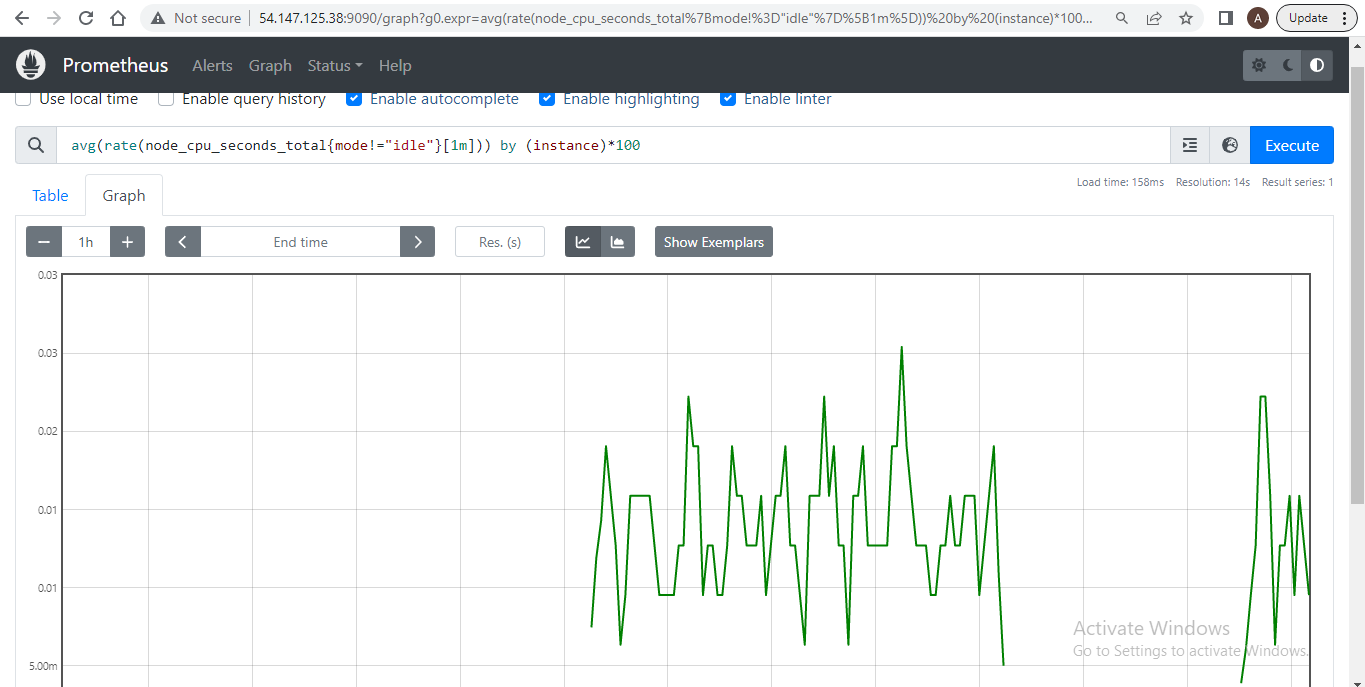 Not secure 54.147.125.38:9090/graph?g0.expr=avg(rate(node_cpu_seconds_total%7Bmode!%3D"idle"%7D%5B1m%5D))%20by%20(instance)*100... A Update
Prometheus Alerts Graph Status Help
Use local time Enable query history Enable autocomplete Enable highlighting Enable linter
avg(rate(node_cpu_seconds_total{mode!="idle"}[1m])) by (instance)*100 Execute
Load time: 158ms Resolution: 14s Result series: 1
Table Graph
1h End time Res. (s) Show Exemplars
0.03
0.03
0.02
0.01
0.01
Activate Windows
Go to Settings to activate Windows.
5.00m